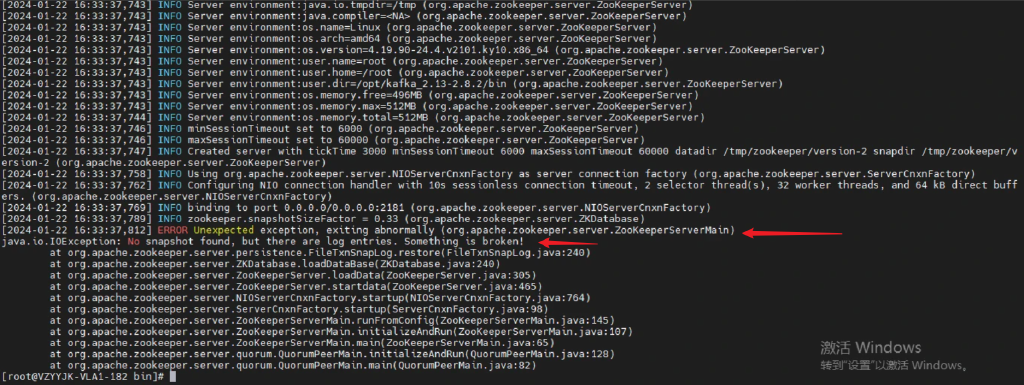 [2024-01-22 16:33:37,743] INFO Server environment:java.io.tmpdir=/tmp (org.apache.zookeeper.server.ZooKeeperServer)
[2024-01-22 16:33:37,743] INFO Server environment:java.compiler=<NA> (org.apache.zookeeper.server.ZooKeeperServer)
[2024-01-22 16:33:37,743] INFO Server environment:os.name=Linux (org.apache.zookeeper.server.ZooKeeperServer)
[2024-01-22 16:33:37,743] INFO Server environment:os.arch=amd64 (org.apache.zookeeper.server.ZooKeeperServer)
[2024-01-22 16:33:37,743] INFO Server environment:os.version=4.19.90-24.4.v2101.ky10.x86_64 (org.apache.zookeeper.server.ZooKeeperServer)
[2024-01-22 16:33:37,743] INFO Server environment:user.name=root (org.apache.zookeeper.server.ZooKeeperServer)
[2024-01-22 16:33:37,743] INFO Server environment:user.home=/root (org.apache.zookeeper.server.ZooKeeperServer)
[2024-01-22 16:33:37,743] INFO Server environment:user.dir=/opt/kafka_2.13-2.8.2/bin (org.apache.zookeeper.server.ZooKeeperServer)
[2024-01-22 16:33:37,743] INFO Server environment:os.memory.free=496MB (org.apache.zookeeper.server.ZooKeeperServer)
[2024-01-22 16:33:37,743] INFO Server environment:os.memory.max=512MB (org.apache.zookeeper.server.ZooKeeperServer)
[2024-01-22 16:33:37,744] INFO Server environment:os.memory.total=512MB (org.apache.zookeeper.server.ZooKeeperServer)
[2024-01-22 16:33:37,746] INFO minSessionTimeout set to 6000 (org.apache.zookeeper.server.ZooKeeperServer)
[2024-01-22 16:33:37,746] INFO maxSessionTimeout set to 60000 (org.apache.zookeeper.server.ZooKeeperServer)
[2024-01-22 16:33:37,747] INFO Created server with tickTime 3000 minSessionTimeout 6000 maxSessionTimeout 60000 datadir /tmp/zookeeper/version-2 snapdir /tmp/zookeeper/v
ersion-2 (org.apache.zookeeper.server.ZooKeeperServer)
[2024-01-22 16:33:37,758] INFO Using org.apache.zookeeper.server.NIOServerCnxnFactory as server connection factory (org.apache.zookeeper.server.ServerCnxnFactory)
[2024-01-22 16:33:37,762] INFO Configuring NIO connection handler with 10s sessionless connection timeout, 2 selector thread(s), 32 worker threads, and 64 kB direct buff
ers. (org.apache.zookeeper.server.NIOServerCnxnFactory)
[2024-01-22 16:33:37,769] INFO binding to port 0.0.0.0/0.0.0.0:2181 (org.apache.zookeeper.server.NIOServerCnxnFactory)
[2024-01-22 16:33:37,789] INFO zookeeper.snapshotSizeFactor = 0.33 (org.apache.zookeeper.server.ZKDatabase)
[2024-01-22 16:33:37,812] ERROR Unexpected exception, exiting abnormally (org.apache.zookeeper.server.ZooKeeperServerMain)
java.io.IOException: No snapshot found, but there are log entries. Something is broken!
at org.apache.zookeeper.server.persistence.FileTxnSnapLog.restore(FileTxnSnapLog.java:240)
at org.apache.zookeeper.server.ZKDatabase.loadDataBase(ZKDatabase.java:240)
at org.apache.zookeeper.server.ZooKeeperServer.loadData(ZooKeeperServer.java:305)
at org.apache.zookeeper.server.ZooKeeperServer.startdata(ZooKeeperServer.java:465)
at org.apache.zookeeper.server.NIOServerCnxnFactory.startup(NIOServerCnxnFactory.java:764)
at org.apache.zookeeper.server.ServerCnxnFactory.startup(ServerCnxnFactory.java:98)
at org.apache.zookeeper.server.ZooKeeperServerMain.runFromConfig(ZooKeeperServerMain.java:145)
at org.apache.zookeeper.server.ZooKeeperServerMain.initializeAndRun(ZooKeeperServerMain.java:107)
at org.apache.zookeeper.server.ZooKeeperServerMain.main(ZooKeeperServerMain.java:65)
at org.apache.zookeeper.server.quorum.QuorumPeerMain.initializeAndRun(QuorumPeerMain.java:128)
at org.apache.zookeeper.server.quorum.QuorumPeerMain.main(QuorumPeerMain.java:82)
[root@VZYYJK-VLA1-182 bin]#
激活 Windows
转到"设置"以激活 Windows。